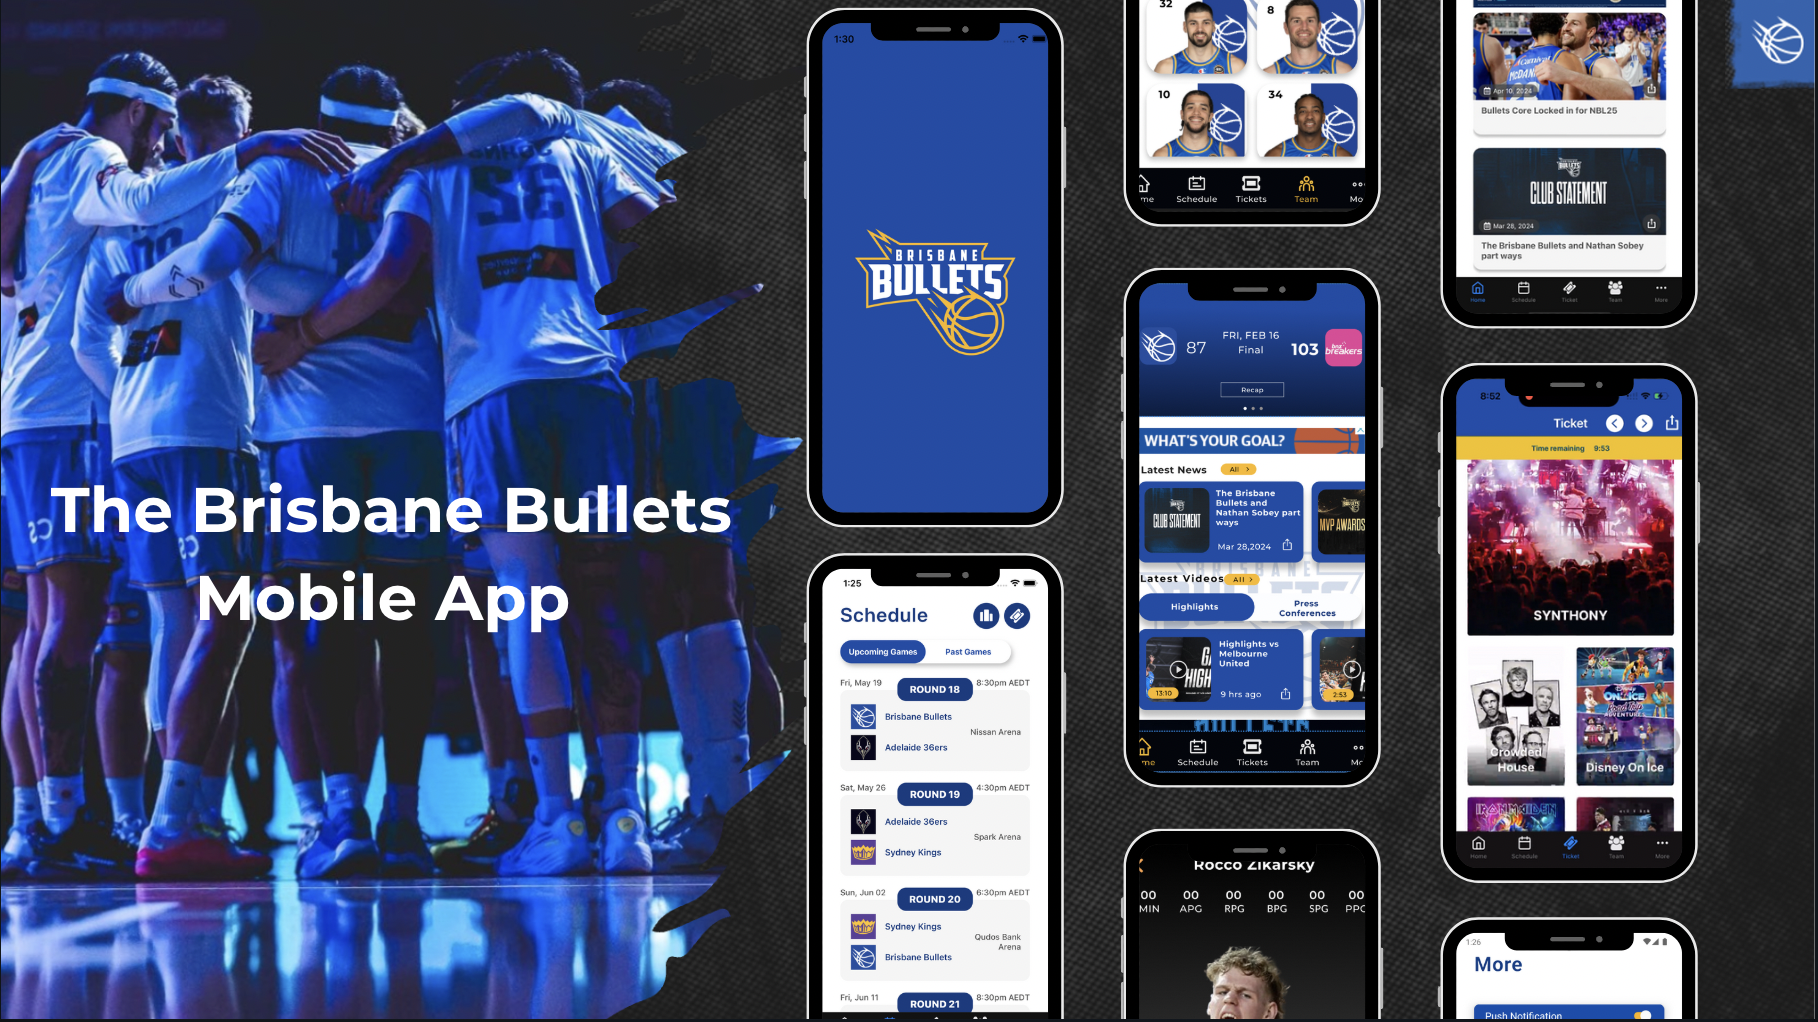 The Brisbane Bullets
Mobile App
1:30
BRISBANE
BULLETS
1:25
Schedule
Upcoming Games
Past Games
Fri, May 19
ROUND 18
8:30pm AEDT
Brisbane Bullets
Nissan Arena
Adelaide 36ers
Sat, May 26
ROUND 19
4:30pm AEDT
Adelaide 36ers
Spark Arena
Sydney Kings
Sun, Jun 02
ROUND 20
6:30pm AEDT
Sydney Kings
Qudos Bank
Arena
Brisbane Bullets
Fri, Jun 11
ROUND 21
8:30pm AEDT
32
8
10
34
me
Schedule
Tickets
Team
Mo
FRI, FEB 16
87
Final
103
breakers
Recap
WHAT'S YOUR GOAL?
Latest News
All >
CLUB STATEMENT
The Brisbane
Bullets and
Nathan Sobey part
ways
Mar 28,2024
MVP AWARDS
Latest Videos
All >
Highlights
Press
Conferences
13:10
Highlights vs
Melbourne
United
9 hrs ago
2:53
me
Schedule
Tickets
Team
Mc
Rocco Zikarsky
00 00 00 00 00 00
MIN APG RPG BPG SPG PPG
Apr 10, 2024
Bullets Core Locked in for NBL25
BULLETS
CLUB STATEMENT
Mar 28, 2024
The Brisbane Bullets and Nathan Sobey
part ways
Home
Schedule
Ticket
Team
More
8:52
Ticket
Time remaining 9:53
SYNTHONY
Crowded
House
Disney
ON ICE
Road Trip
ADVENTURES
Disney On Ice
IRON MAIDEN
Home
Schedule
Ticket
Team
More
1:26
More
Push Notification